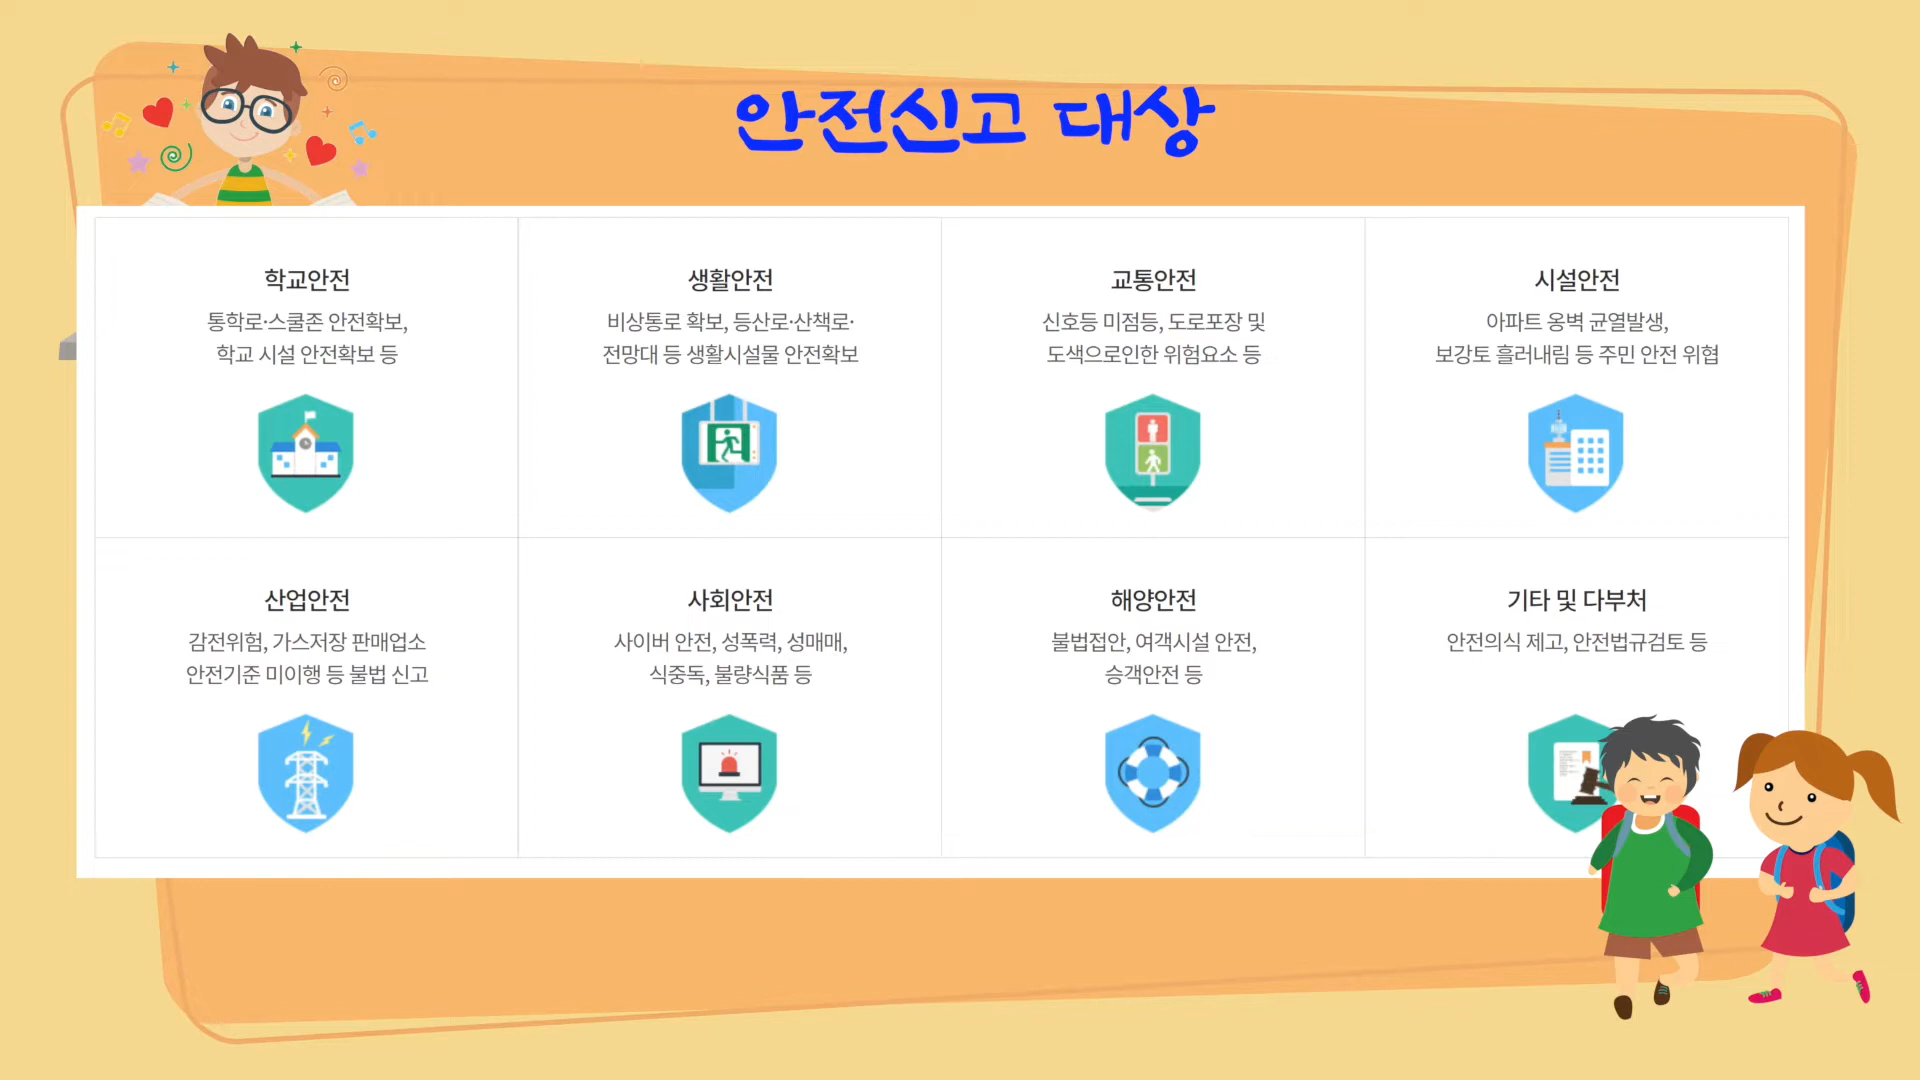 안전신고 대상
학교안전
통학로·스쿨존 안전확보,
학교 시설 안전확보 등
생활안전
비상통로 확보, 등산로·산책로·
전망대 등 생활시설물 안전확보
교통안전
신호등 미점등, 도로포장 및
도색으로인한 위험요소 등
시설안전
아파트 옹벽 균열발생,
보강토 흘러내림 등 주민 안전 위협
산업안전
감전위험, 가스저장 판매업소
안전기준 미이행 등 불법 신고
사회안전
사이버 안전, 성폭력, 성매매,
식중독, 불량식품 등
해양안전
불법접안, 여객시설 안전,
승객안전 등
기타 및 다부처
안전의식 제고, 안전법규검토 등